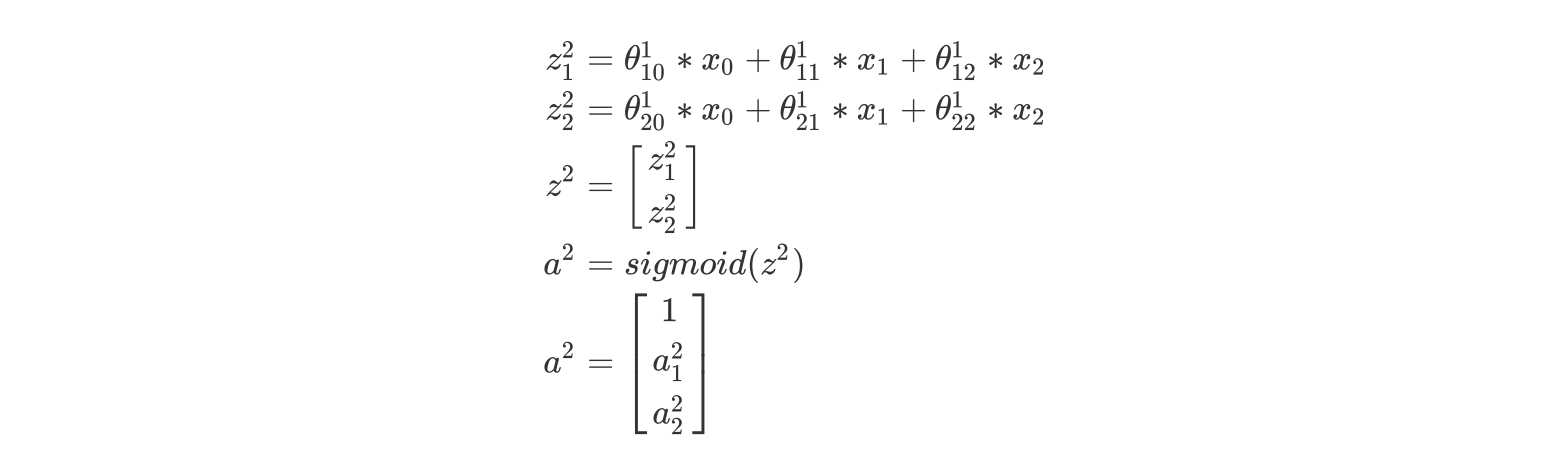 $z_1^2 = \theta_{10}^1 * x_0 + \theta_{11}^1 * x_1 + \theta_{12}^1 * x_2$
$z_2^2 = \theta_{20}^1 * x_0 + \theta_{21}^1 * x_1 + \theta_{22}^1 * x_2$
$z^2 = \begin{bmatrix} z_1^2 \\ z_2^2 \end{bmatrix}$
$a^2 = sigmoid(z^2)$
$a^2 = \begin{bmatrix} 1 \\ a_1^2 \\ a_2^2 \end{bmatrix}$